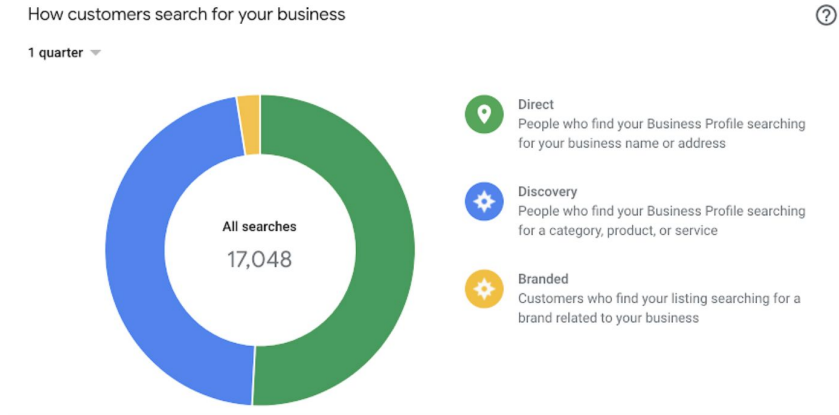 How customers search for your business
1 quarter
All searches
17,048
Direct
People who find your Business Profile searching
for your business name or address
Discovery
People who find your Business Profile searching
for a category, product, or service
Branded
Customers who find your listing searching for a
brand related to your business